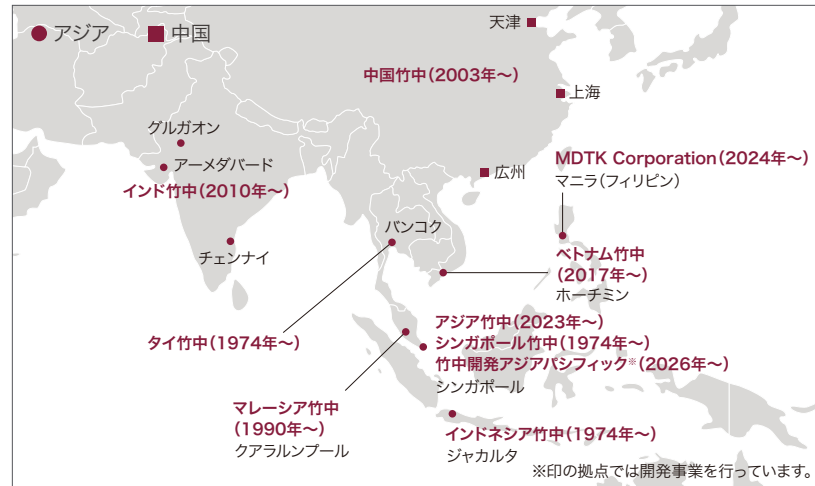 アジア
中国
天津
中国竹中(2003年〜)
上海
グルガオン
アーメダバード
インド竹中(2010年〜)
チェンナイ
広州
MDTK Corporation(2024年〜)
マニラ(フィリピン)
バンコク
ベトナム竹中
(2017年〜)
ホーチミン
タイ竹中(1974年〜)
アジア竹中(2023年〜)
シンガポール竹中(1974年〜)
竹中開発アジアパシフィック※(2026年〜)
シンガポール
マレーシア竹中
(1990年〜)
クアラルンプール
インドネシア竹中(1974年〜)
ジャカルタ
※印の拠点では開発事業を行っています。